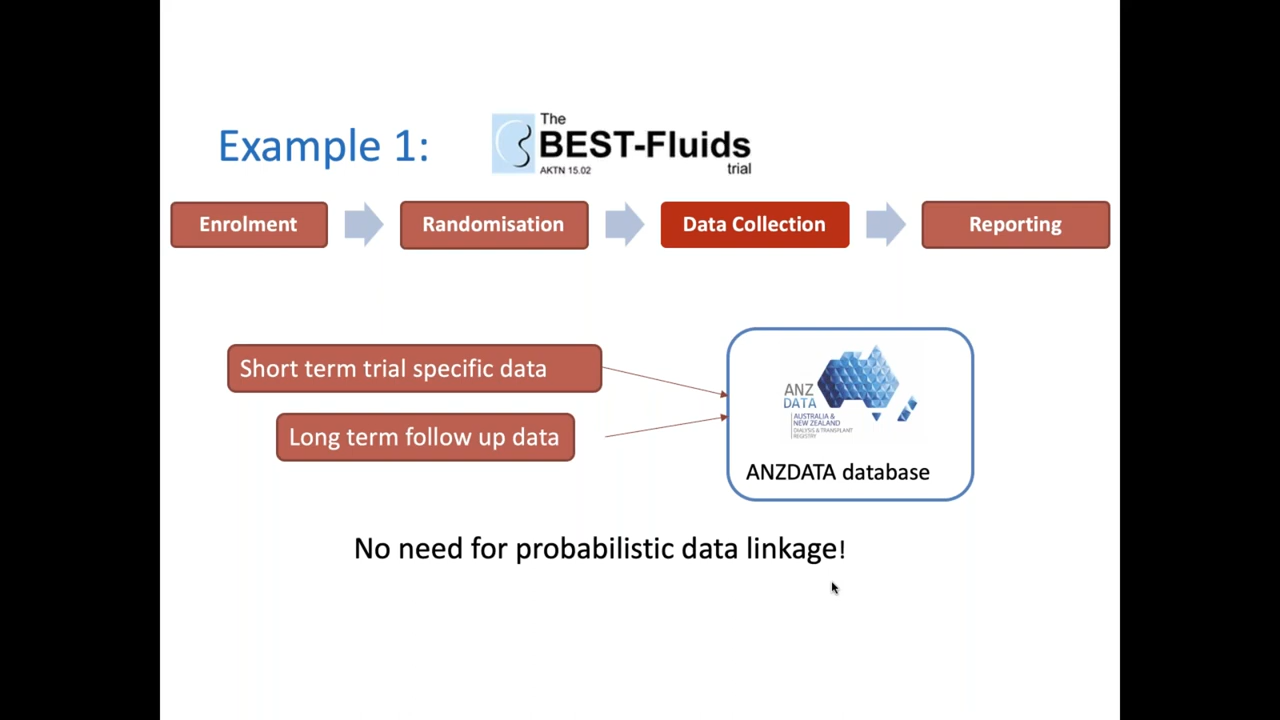 Example 1:
The
BEST-Fluids
AKTN 15.02
trial
Enrolment
Randomisation
Data Collection
Reporting
Short term trial specific data
Long term follow up data
ANZ
DATA
AUSTRALIA &
NEW ZEALAND
DIALYSIS & TRANSPLANT
REGISTRY
ANZDATA database
No need for probabilistic data linkage!